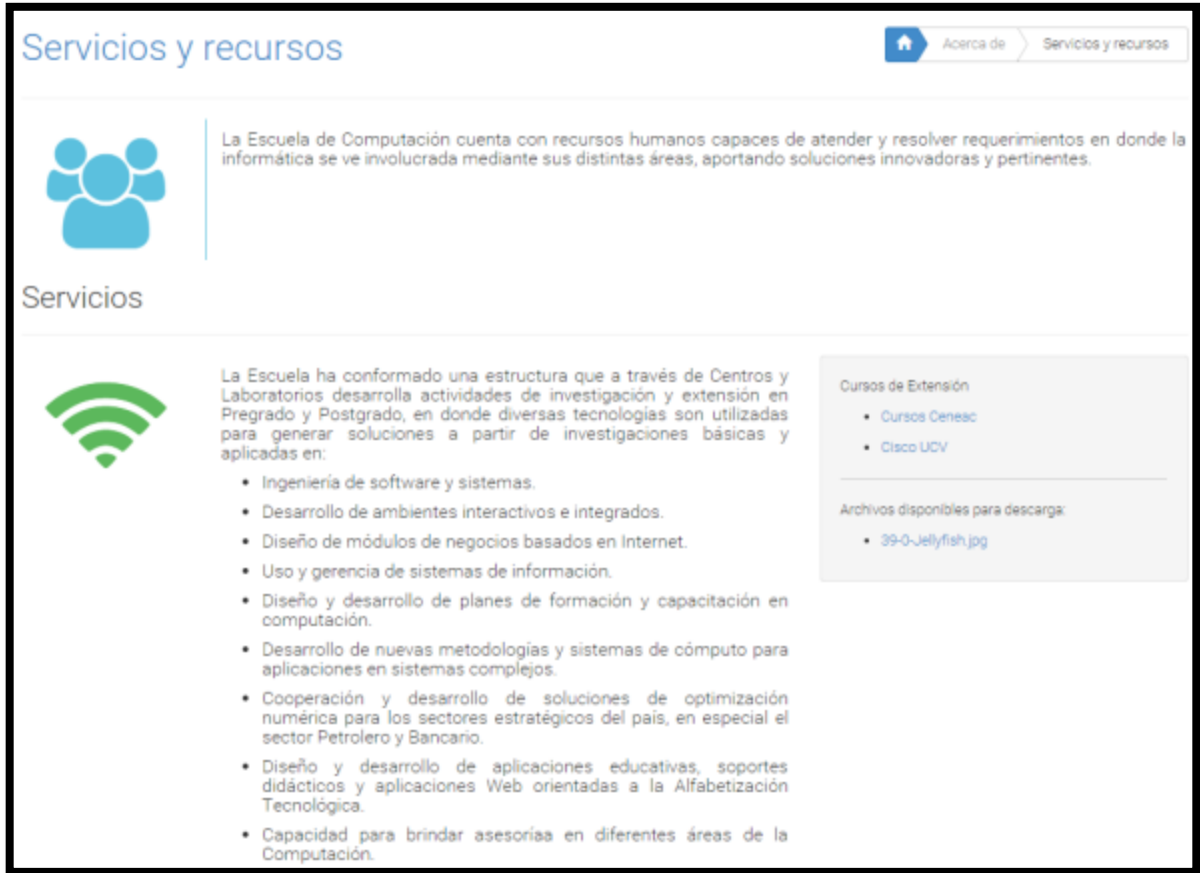 Servicios y recursos
Acerca de
Servicios y recursos
La Escuela de Computación cuenta con recursos humanos capaces de atender y resolver requerimientos en donde la
informática se ve involucrada mediante sus distintas áreas, aportando soluciones innovadoras y pertinentes.
Servicios
La Escuela ha conformado una estructura que a través de Centros y
Laboratorios desarrolla actividades de investigación y extensión en
Pregrado y Postgrado, en donde diversas tecnologías son utilizadas
para generar soluciones a partir de investigaciones básicas y
aplicadas en:
• Ingeniería de software y sistemas.
• Desarrollo de ambientes interactivos e integrados.
• Diseño de módulos de negocios basados en Internet.
• Uso y gerencia de sistemas de información.
• Diseño y desarrollo de planes de formación y capacitación en
computación.
• Desarrollo de nuevas metodologías y sistemas de cómputo para
aplicaciones en sistemas complejos.
• Cooperación y desarrollo de soluciones de optimización
numérica para los sectores estratégicos del país, en especial el
sector Petrolero y Bancario.
• Diseño y desarrollo de aplicaciones educativas, soportes
didácticos y aplicaciones Web orientadas a la Alfabetización
Tecnológica.
• Capacidad para brindar asesoríaa en diferentes áreas de la
Computación.
Cursos de Extensión
• Cursos Ceneac
• Cisco UCV
Archivos disponibles para descarga:
• 39-0-Jellyfish.jpg